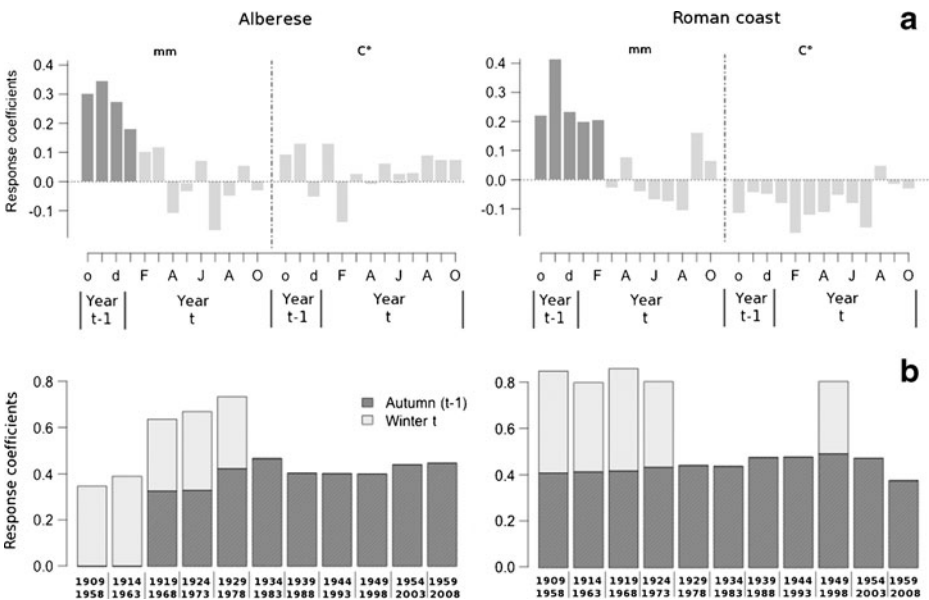 Alberese
Roman coast
a
mm
C°
mm
C°
Response coefficients
0.4
0.3
0.2
0.1
0.0
-0.1
0.4
0.3
0.2
0.1
0.0
-0.1
o d F A J A O o d F A J A O
o d F A J A O o d F A J A O
Year t-1
Year t
Year t-1
Year t
Year t-1
Year t
Year t-1
Year t
b
Response coefficients
0.8
0.6
0.4
0.2
0.0
Autumn (t-1)
Winter t
0.8
0.6
0.4
0.2
0.0
1909 1914 1919 1924 1929 1934 1939 1944 1949 1954 1959
1958 1963 1968 1973 1978 1983 1988 1993 1998 2003 2008
1909 1914 1919 1924 1929 1934 1939 1944 1949 1954 1959
1958 1963 1968 1973 1978 1983 1988 1993 1998 2003 2008